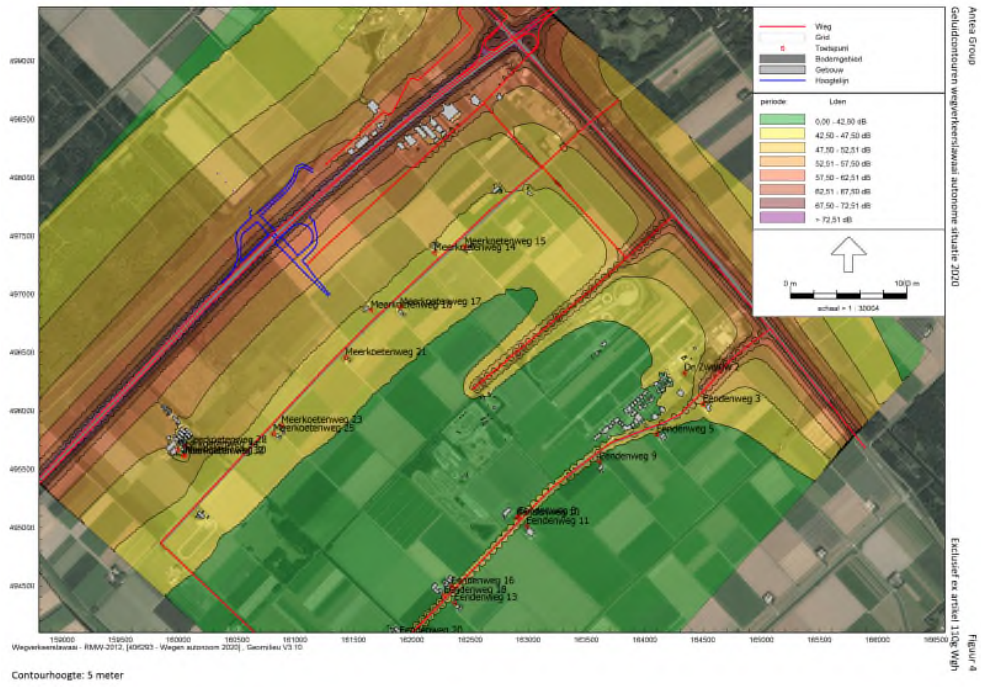 Antea Group
Geluidcontouren wegverkeerslawaai autonome situatie 2020
Weg
Grid
Toetspunt
Bodemgebied
Gebouw
Hoogtelijn
periode: Lden
0,00 - 42,50 dB
42,50 - 47,50 dB
47,50 - 52,51 dB
52,51 - 57,50 dB
57,50 - 62,51 dB
62,51 - 67,50 dB
67,50 - 72,51 dB
> 72,51 dB
0 m 1000 m
schaal = 1 : 30004
498500
498000
497500
497000
496500
496000
495500
495000
494500
Meerkoetenweg 15
Meerkoetenweg 14
Meerkoetenweg 17
Meerkoetenweg 21
Meerkoetenweg 23
Meerkoetenweg 25
Eendenweg 3
Eendenweg 5
Eendenweg 9
Eendenweg 11
Eendenweg 16
Eendenweg 18
Eendenweg 13
Eendenweg 20
159000 159500 160000 160500 161000 161500 162000 162500 163000 163500 164000 164500 165000 165500 166000 166500
Wegverkeerslawaai - RMW-2012, [406293 - Wegen autonoom 2020] , Geomilieu V3.10
Exclusief ex artikel 110g Wgh
Figuur 4
Contourhoogte: 5 meter